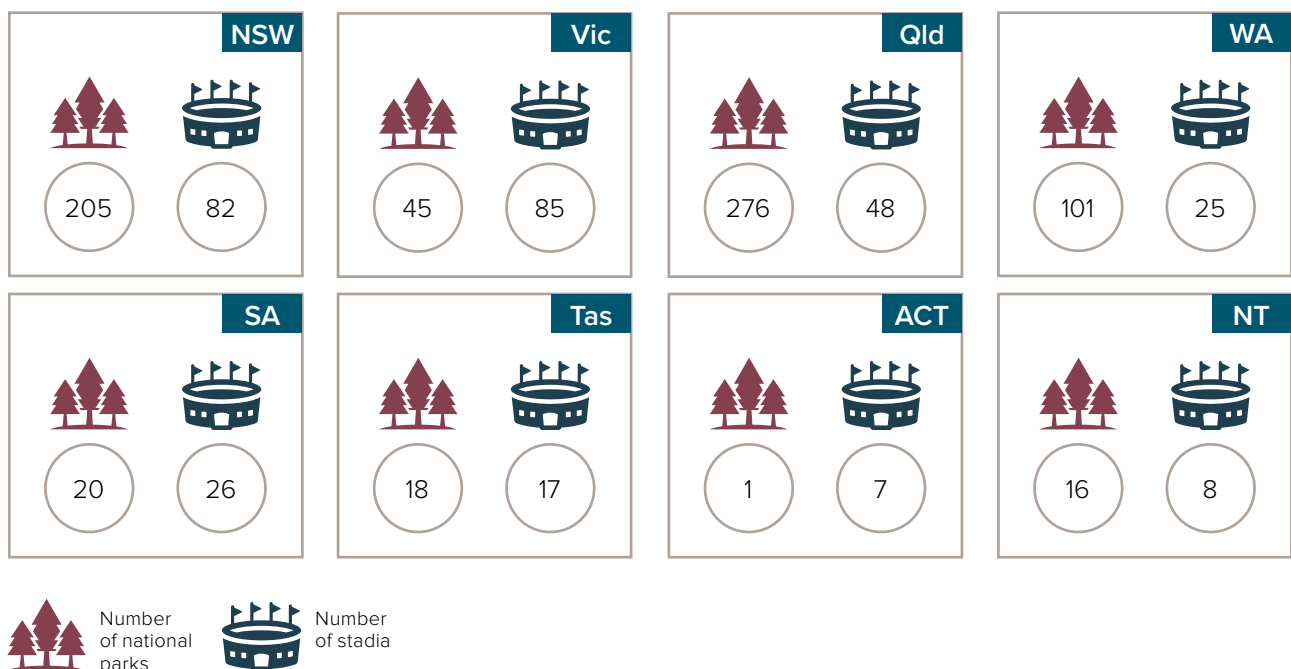 NSW
205 82
Vic
45 85
Qld
276 48
WA
101 25
SA
20 26
Tas
18 17
ACT
1 7
NT
16 8
Number
of national
parks
Number
of stadia